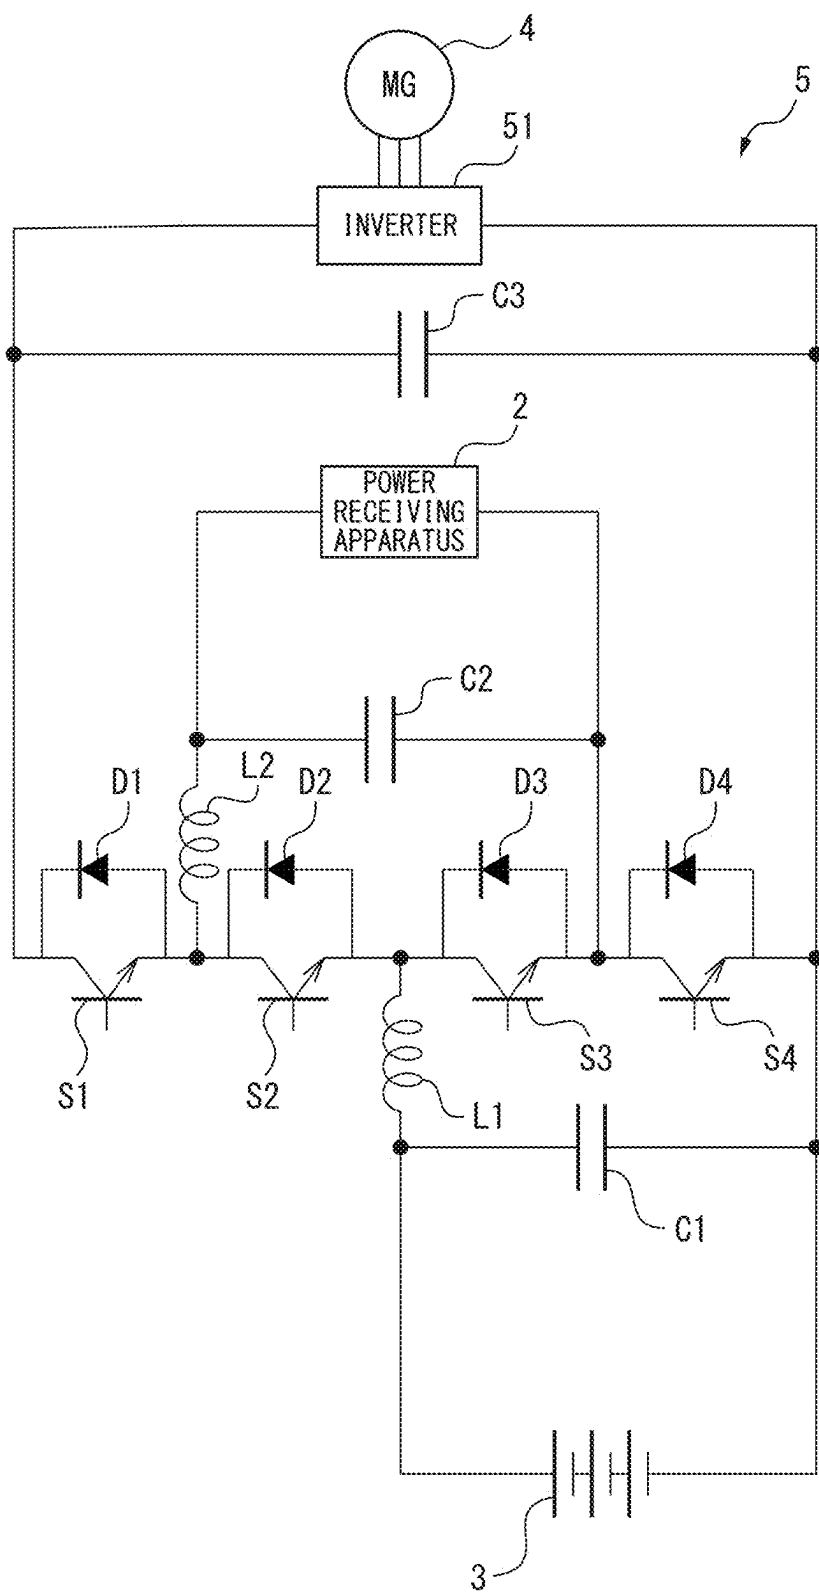 4
MG
5
51
INVERTER
C3
2
POWER
RECEIVING
APPARATUS
C2
L2
D1
D2
D3
D4
S1
S2
S3
S4
L1
C1
3